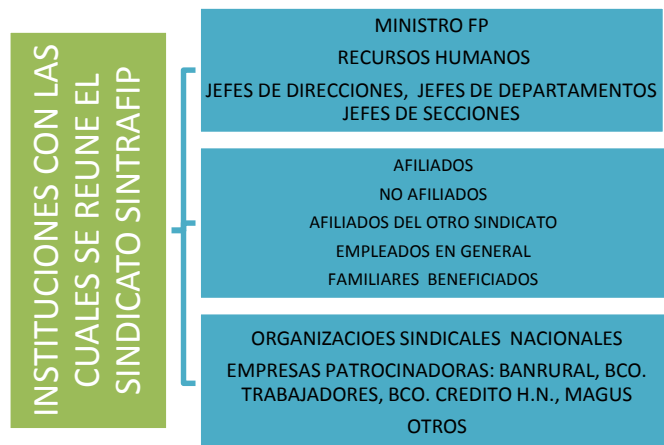 INSTITUCIONES CON LAS
CUALES SE REUNE EL
SINDICATO SINTRAFIP
MINISTRO FP
RECURSOS HUMANOS
JEFES DE DIRECCIONES, JEFES DE DEPARTAMENTOS
JEFES DE SECCIONES
AFILIADOS
NO AFILIADOS
AFILIADOS DEL OTRO SINDICATO
EMPLEADOS EN GENERAL
FAMILIARES BENEFICIADOS
ORGANIZACIOES SINDICALES NACIONALES
EMPRESAS PATROCINADORAS: BANRURAL, BCO.
TRABAJADORES, BCO. CREDITO H.N., MAGUS
OTROS